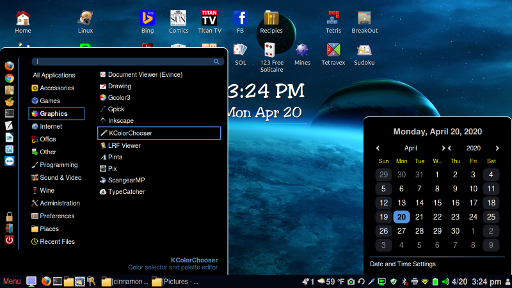 Home
Linux
Bing
Comics
Titan TV
FB
Recipies
Tetris
BreakOut
SOL
123 Free
Solitaire
Mines
Tetravex
Sudoku
3:24 PM
Mon, Apr 20
All Applications
Accessories
Games
Graphics
Internet
Office
Other
Programming
Sound & Video
Wine
Administration
Preferences
Places
Recent Files
Document Viewer (Evince)
Drawing
Gcolor3
Gpick
Inkscape
KColorChooser
LRF Viewer
Pinta
Pix
ScangearMP
TypeCatcher
KColorChooser
Color selector and palette editor
Monday, April 20, 2020
April 2020
Sun Mon Tue Wed Thu Fri Sat
29 30 31 1 2 3 4
5 6 7 8 9 10 11
12 13 14 15 16 17 18
19 20 21 22 23 24 25
26 27 28 29 30 1 2
3 4 5 6 7 8 9
Date and Time Settings
Menu
[cinnamon ...
Pictures - ...
1
59 °F
4/20
3:24 pm